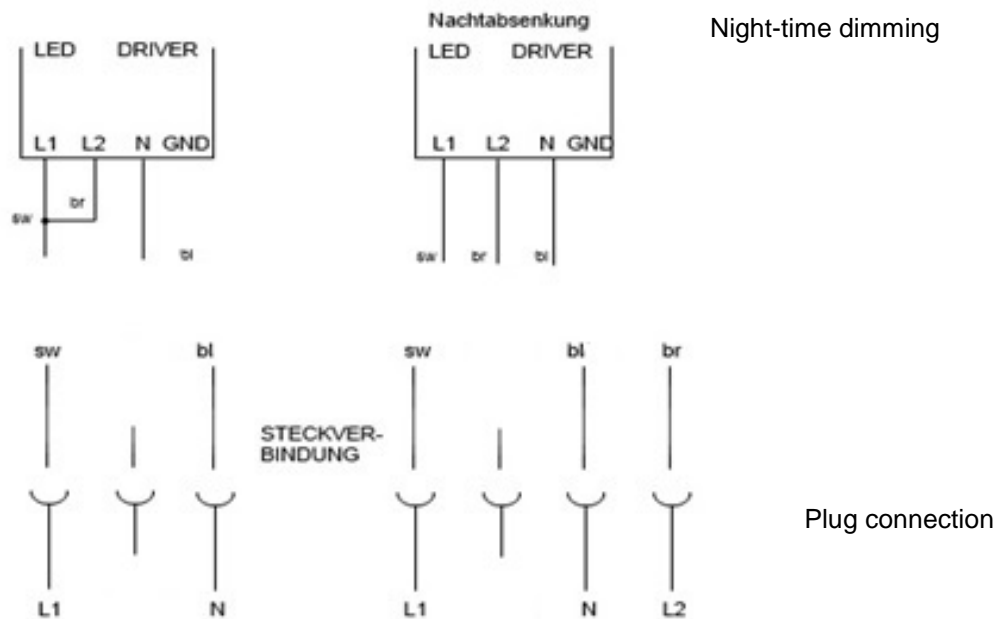 Nachtabsenkung
Night-time dimming
LED DRIVER
LED DRIVER
L1 L2 N GND
L1 L2 N GND
br
sw
bl
sw br bl
sw bl
sw bl br
STECKVER-
BINDUNG
Plug connection
L1 N
L1 N L2